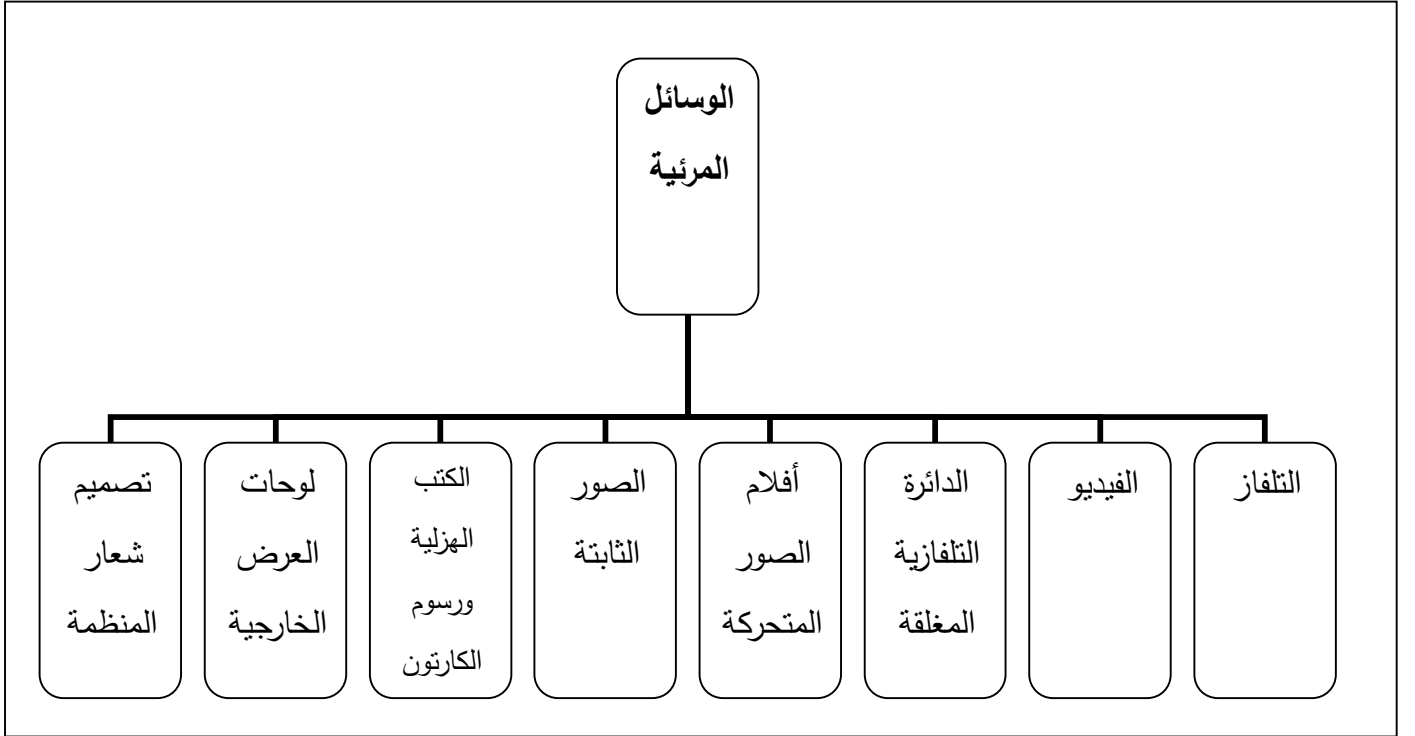 الوسائل
المرئية
التلفاز
الفيديو
الدائرة
التلفازية
المغلقة
أفلام
الصور
المتحركة
الصور
الثابتة
الكتب
الهزلية
ورسوم
الكارتون
لوحات
العرض
الخارجية
تصميم
شعار
المنظمة